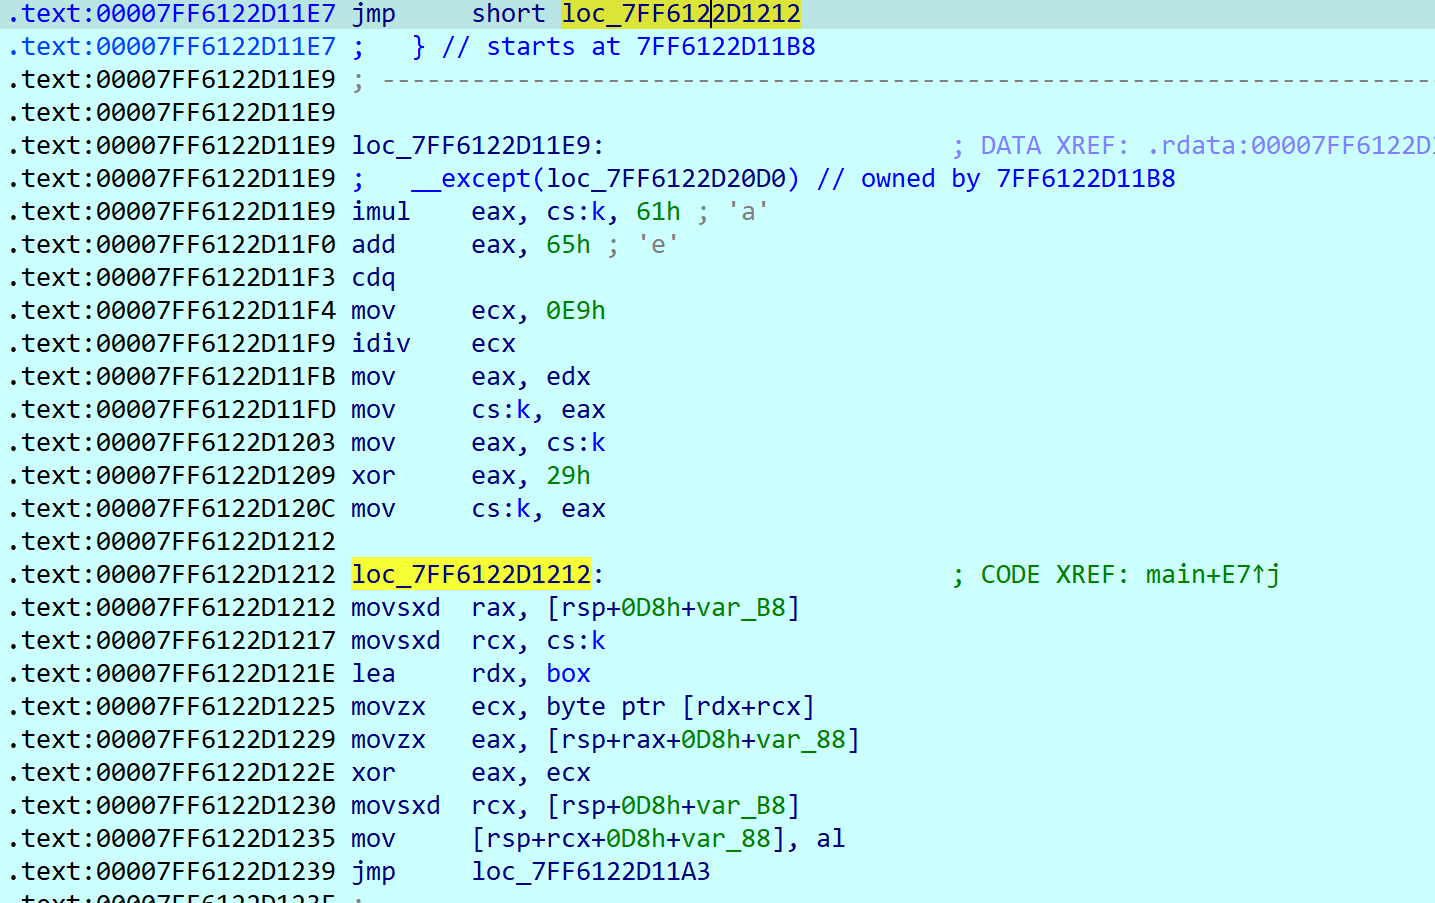 .text:00007FF6122D11E7 jmp     short loc_7FF6122D1212
.text:00007FF6122D11E7 ;   } // starts at 7FF6122D11B8
.text:00007FF6122D11E9 ; ---------------------------------------------------------------------------
.text:00007FF6122D11E9
.text:00007FF6122D11E9 loc_7FF6122D11E9:                       ; DATA XREF: .rdata:00007FF6122D
.text:00007FF6122D11E9 ;   __except(loc_7FF6122D20D0) // owned by 7FF6122D11B8
.text:00007FF6122D11E9 imul    eax, cs:k, 61h ; 'a'
.text:00007FF6122D11F0 add     eax, 65h ; 'e'
.text:00007FF6122D11F3 cdq
.text:00007FF6122D11F4 mov     ecx, 0E9h
.text:00007FF6122D11F9 idiv    ecx
.text:00007FF6122D11FB mov     eax, edx
.text:00007FF6122D11FD mov     cs:k, eax
.text:00007FF6122D1203 mov     eax, cs:k
.text:00007FF6122D1209 xor     eax, 29h
.text:00007FF6122D120C mov     cs:k, eax
.text:00007FF6122D1212
.text:00007FF6122D1212 loc_7FF6122D1212:                       ; CODE XREF: main+E7↑j
.text:00007FF6122D1212 movsxd  rax, [rsp+0D8h+var_B8]
.text:00007FF6122D1217 movsxd  rcx, cs:k
.text:00007FF6122D121E lea     rdx, box
.text:00007FF6122D1225 movzx   ecx, byte ptr [rdx+rcx]
.text:00007FF6122D1229 movzx   eax, [rsp+rax+0D8h+var_88]
.text:00007FF6122D122E xor     eax, ecx
.text:00007FF6122D1230 movsxd  rcx, [rsp+0D8h+var_B8]
.text:00007FF6122D1235 mov     [rsp+rcx+0D8h+var_88], al
.text:00007FF6122D1239 jmp     loc_7FF6122D11A3